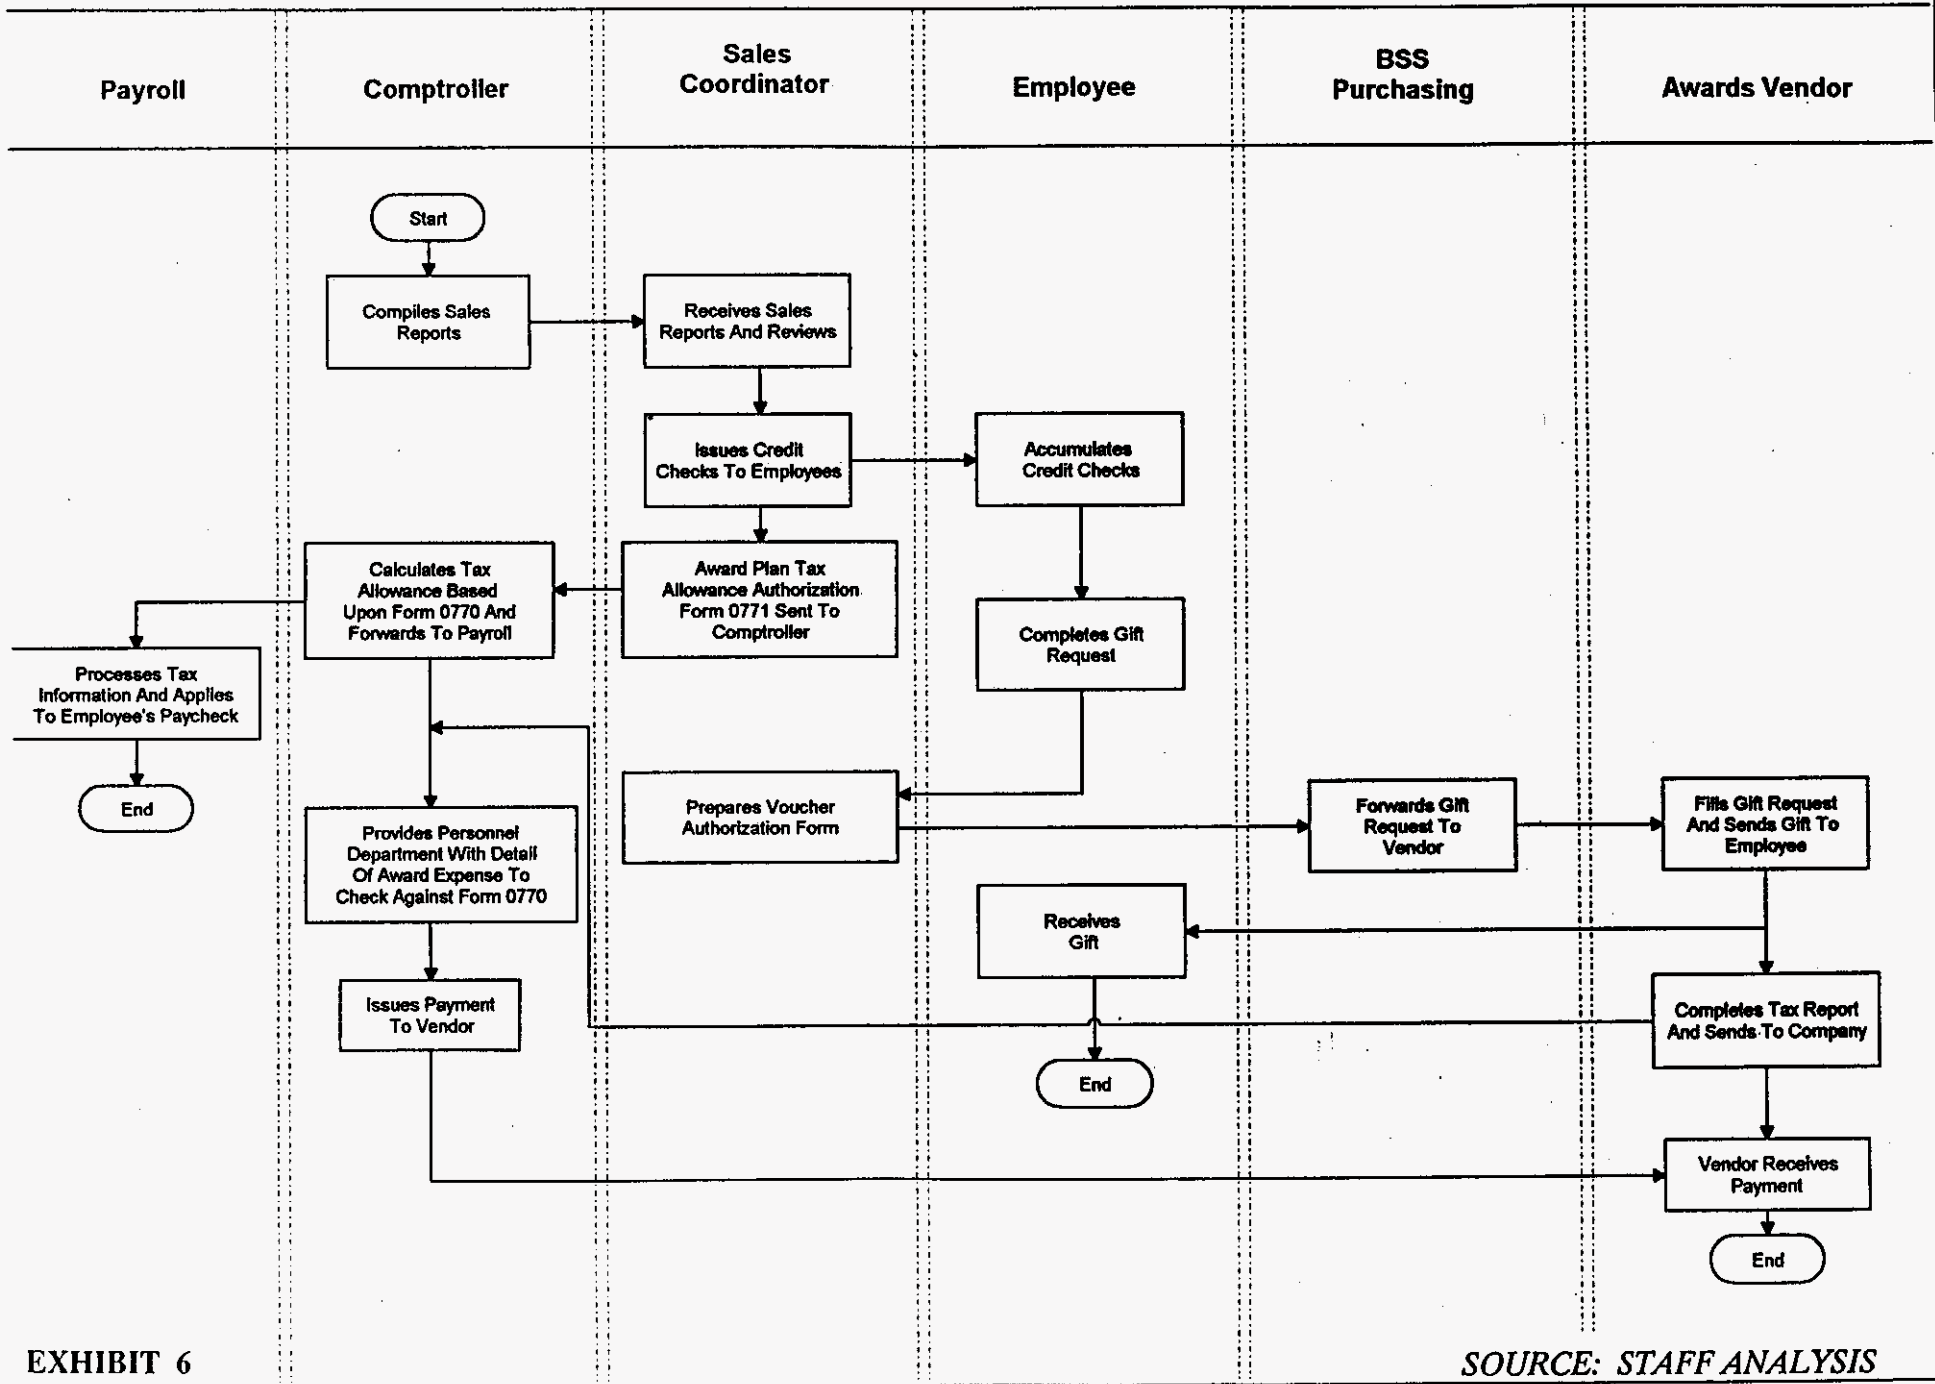 Payroll
Comptroller
Sales
Coordinator
Employee
BSS
Purchasing
Awards Vendor
Start
Compiles Sales
Reports
Receives Sales
Reports And Reviews
Issues Credit
Checks To Employees
Accumulates
Credit Checks
Calculates Tax
Allowance Based
Upon Form 0770 And
Forwards To Payroll
Award Plan Tax
Allowance Authorization
Form 0771 Sent To
Comptroller
Completes Gift
Request
Processes Tax
Information And Applies
To Employee's Paycheck
End
Provides Personnel
Department With Detail
Of Award Expense To
Check Against Form 0770
Prepares Voucher
Authorization Form
Forwards Gift
Request To
Vendor
Fills Gift Request
And Sends Gift To
Employee
Receives
Gift
Issues Payment
To Vendor
Completes Tax Report
And Sends To Company
End
Vendor Receives
Payment
End
EXHIBIT 6
SOURCE: STAFF ANALYSIS